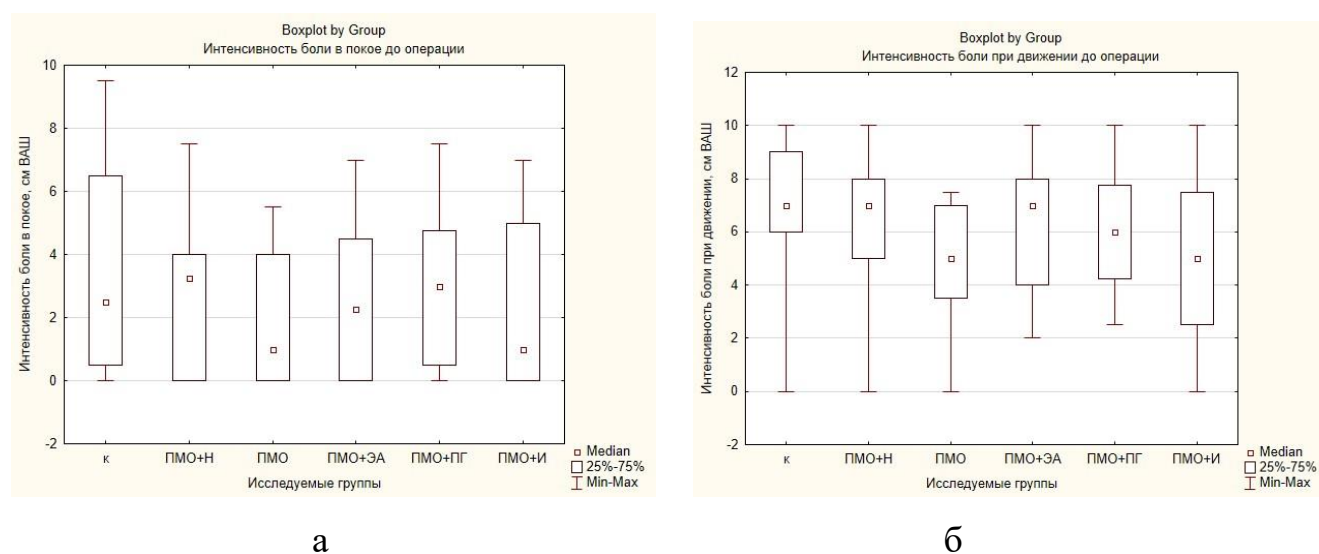 Boxplot by Group
Интенсивность боли в покое до операции
Интенсивность боли в покое, см ВАШ
10
8
6
4
2
0
-2
к ПМО+Н ПМО ПМО+ЭА ПМО+ПГ ПМО+И
Исследуемые группы
Median
25%-75%
Min-Max
а
Boxplot by Group
Интенсивность боли при движении до операции
Интенсивность боли при движении, см ВАШ
12
10
8
6
4
2
0
-2
к ПМО+Н ПМО ПМО+ЭА ПМО+ПГ ПМО+И
Исследуемые группы
Median
25%-75%
Min-Max
б